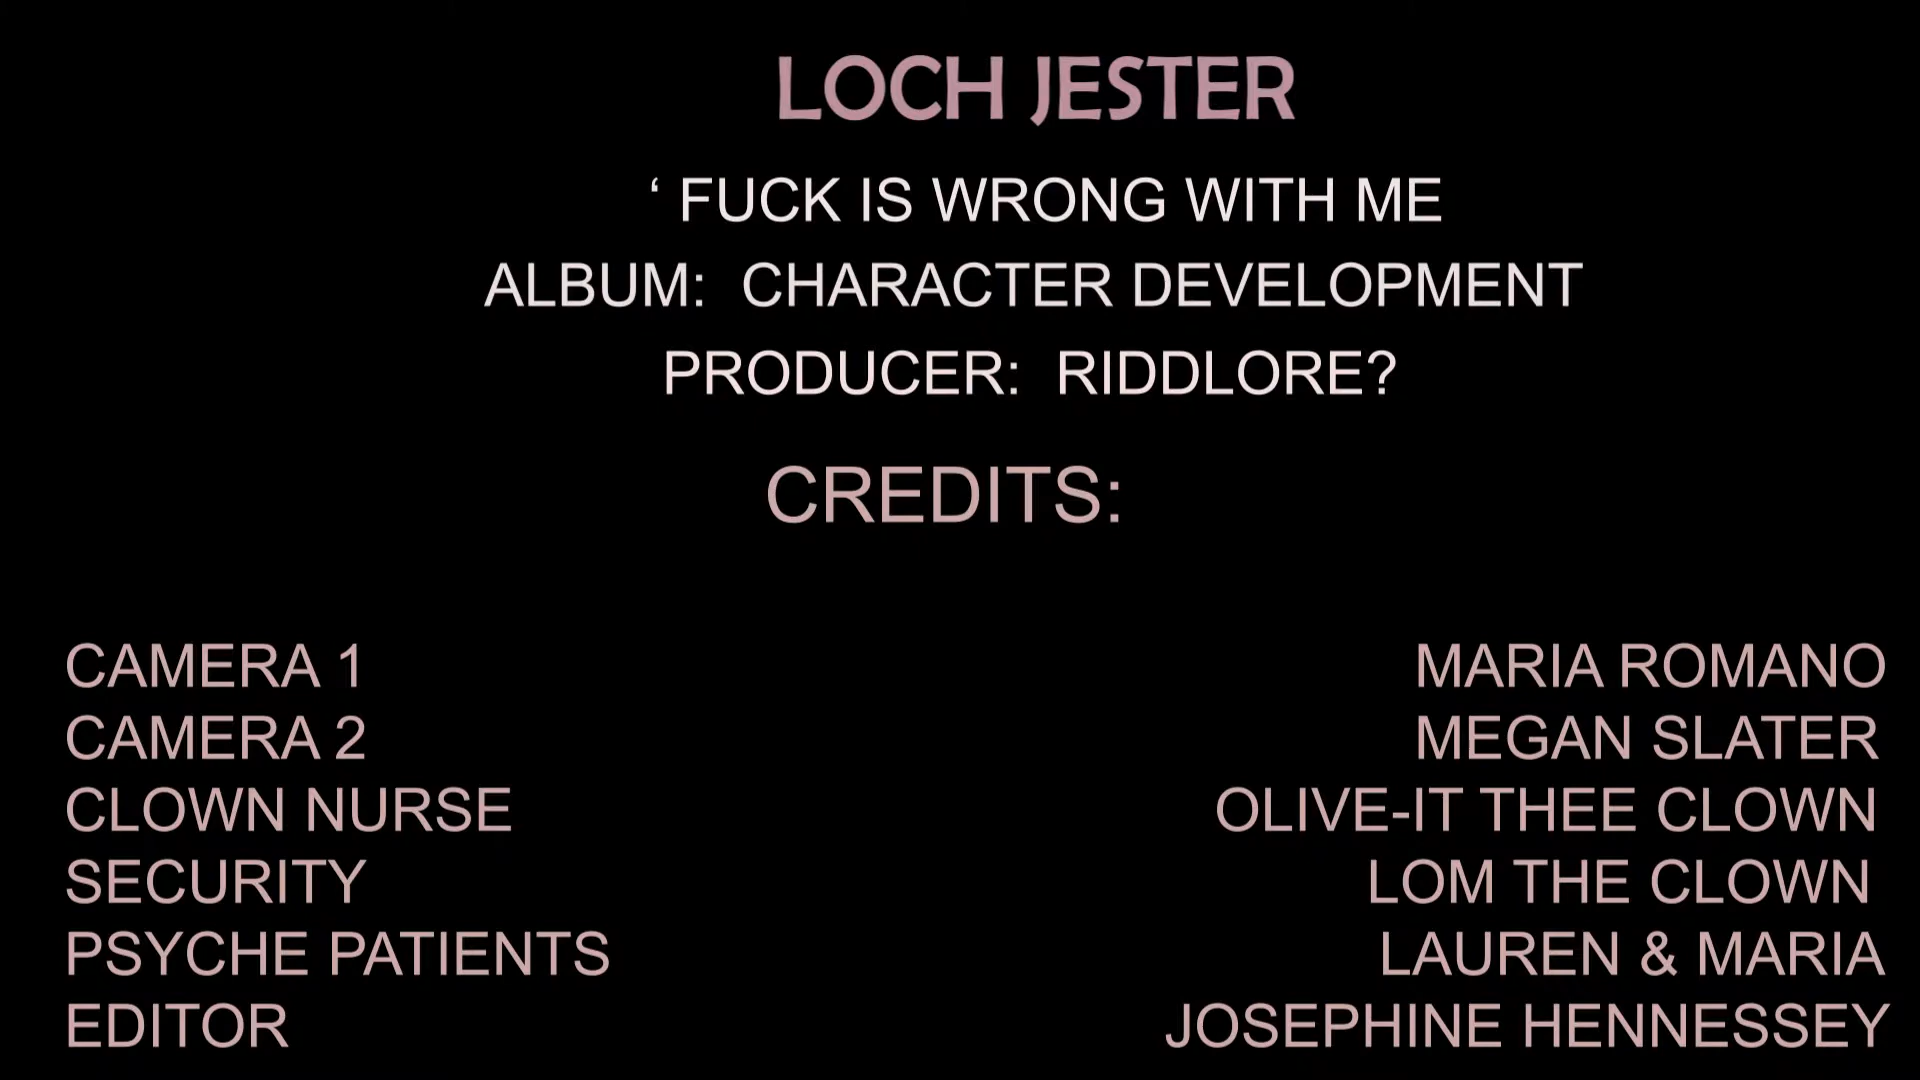 LOCH JESTER
‘ FUCK IS WRONG WITH ME
ALBUM: CHARACTER DEVELOPMENT
PRODUCER: RIDDLORE?
CREDITS:
CAMERA 1 MARIA ROMANO
CAMERA 2 MEGAN SLATER
CLOWN NURSE OLIVE-IT THEE CLOWN
SECURITY LOM THE CLOWN
PSYCHE PATIENTS LAUREN & MARIA
EDITOR JOSEPHINE HENNESSEY